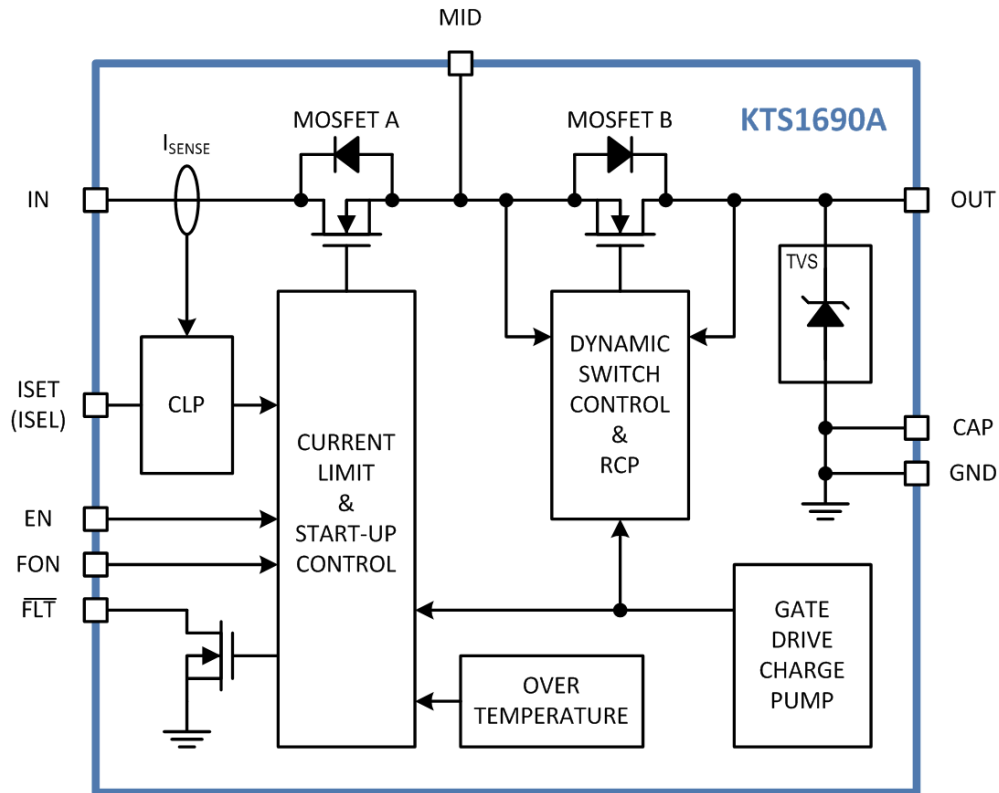 MID
KTS1690A
MOSFET A
MOSFET B
ISENSE
IN
OUT
TVS
DYNAMIC
SWITCH
CONTROL
&
RCP
ISET
(ISEL)
CLP
CURRENT
LIMIT
&
START-UP
CONTROL
CAP
GND
EN
FON
FLT
GATE
DRIVE
CHARGE
PUMP
OVER
TEMPERATURE